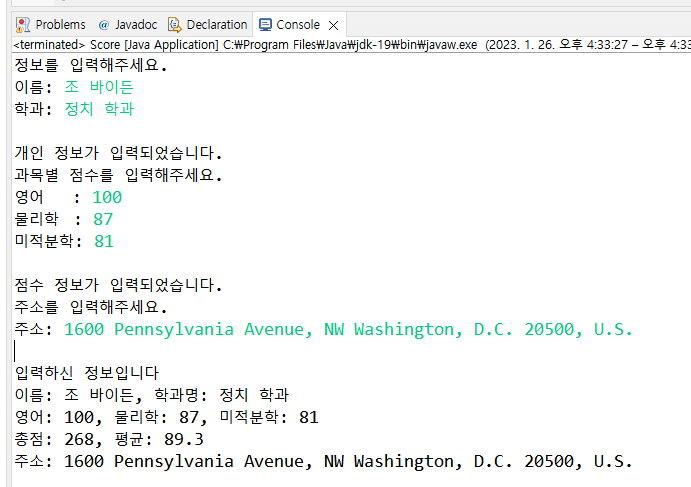 Problems @ Javadoc Declaration Console
<terminated> Score [Java Application] C:₩Program Files₩Java₩jdk-19₩bin₩javaw.exe (2023. 1. 26. 오후 4:33:27 – 오후 4:33
정보를 입력해주세요.
이름: 조 바이든
학과: 정치 학과
개인 정보가 입력되었습니다.
과목별 점수를 입력해주세요.
영어 : 100
물리학 : 87
미적분학: 81
점수 정보가 입력되었습니다.
주소를 입력해주세요.
주소: 1600 Pennsylvania Avenue, NW Washington, D.C. 20500, U.S.
입력하신 정보입니다
이름: 조 바이든, 학과명: 정치 학과
영어: 100, 물리학: 87, 미적분학: 81
총점: 268, 평균: 89.3
주소: 1600 Pennsylvania Avenue, NW Washington, D.C. 20500, U.S.